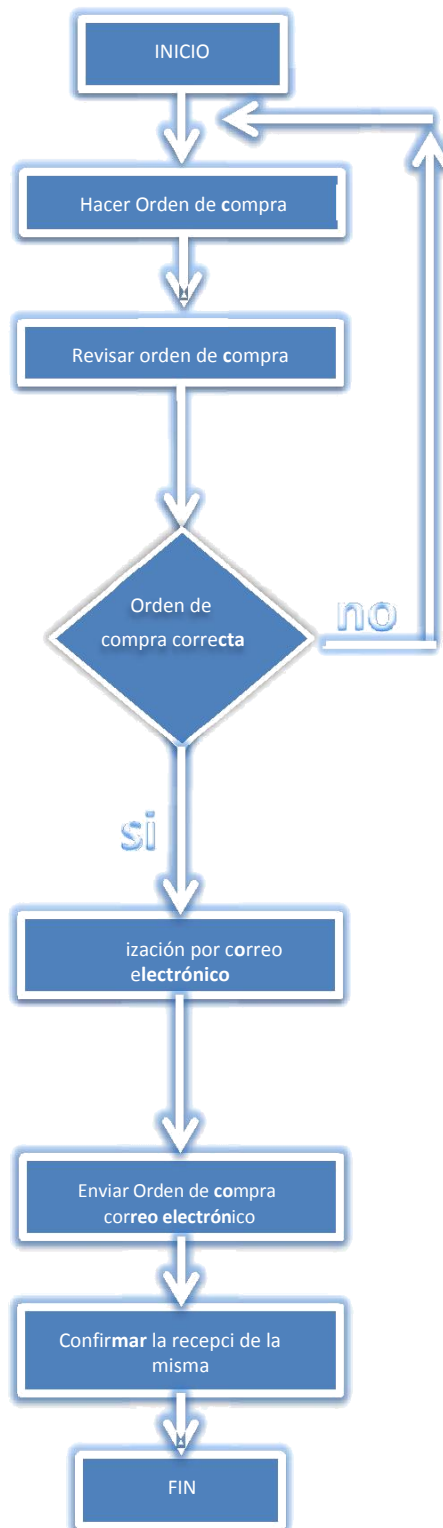 INICIO
Hacer Orden de compra
Revisar orden de compra
Orden de
compra correcta
no
si
ización por correo
electrónico
Enviar Orden de compra
correo electrónico
Confirmar la recepci de la
misma
FIN